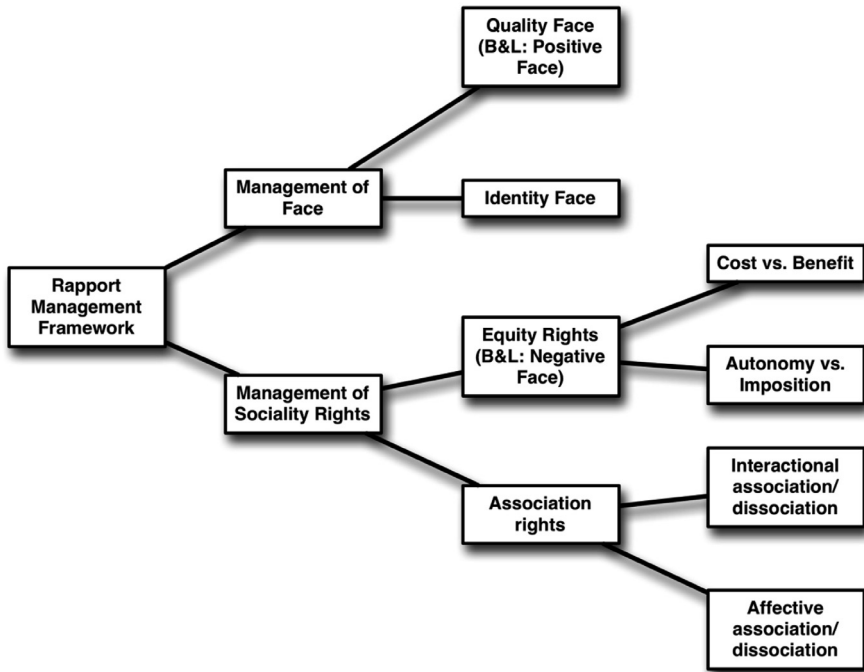 Quality Face
(B&L: Positive
Face)
Management of
Face
Identity Face
Rapport
Management
Framework
Cost vs. Benefit
Equity Rights
(B&L: Negative
Face)
Autonomy vs.
Imposition
Management of
Sociality Rights
Interactional
association/
dissociation
Association
rights
Affective
association/
dissociation